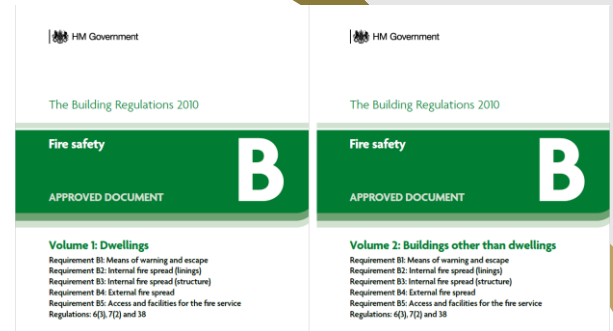 HM Government
The Building Regulations 2010
Fire safety
B
APPROVED DOCUMENT
Volume 1: Dwellings
Requirement B1: Means of warning and escape
Requirement B2: Internal fire spread (linings)
Requirement B3: Internal fire spread (structure)
Requirement B4: External fire spread
Requirement B5: Access and facilities for the fire service
Regulations: 6(3), 7(2) and 38
HM Government
The Building Regulations 2010
Fire safety
B
APPROVED DOCUMENT
Volume 2: Buildings other than dwellings
Requirement B1: Means of warning and escape
Requirement B2: Internal fire spread (linings)
Requirement B3: Internal fire spread (structure)
Requirement B4: External fire spread
Requirement B5: Access and facilities for the fire service
Regulations: 6(3), 7(2) and 38